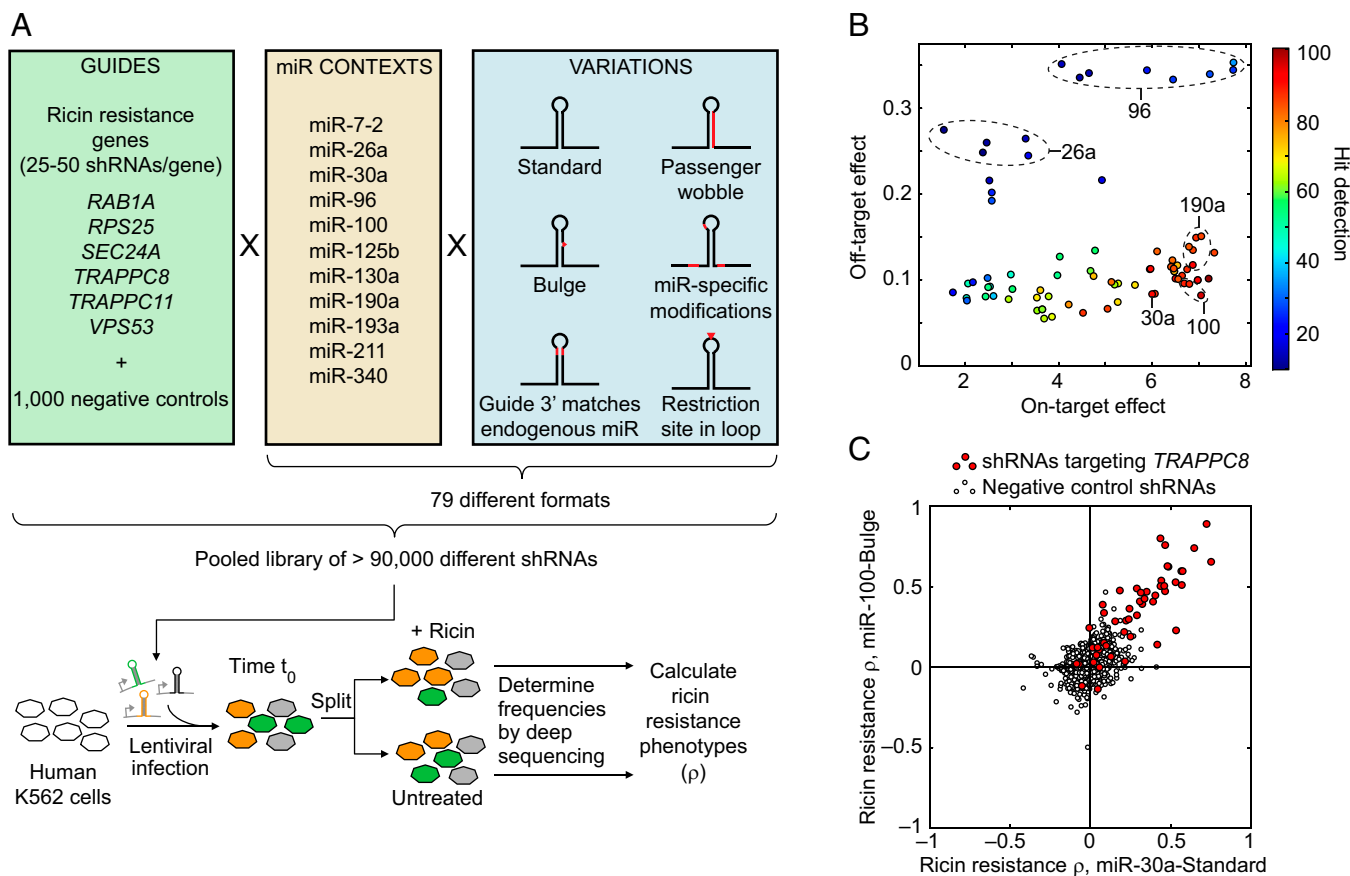 A
GUIDES
Ricin resistance
genes
(25-50 shRNAs/gene)
RAB1A
RPS25
SEC24A
TRAPPC8
TRAPPC11
VPS53
+
1,000 negative controls
X
miR CONTEXTS
miR-7-2
miR-26a
miR-30a
miR-96
miR-100
miR-125b
miR-130a
miR-190a
miR-193a
miR-211
miR-340
X
VARIATIONS
Standard
Passenger
wobble
Bulge
miR-specific
modifications
Guide 3' matches
endogenous miR
Restriction
site in loop
79 different formats
Pooled library of > 90,000 different shRNAs
Human
K562 cells
Lentiviral
infection
Time t0
Split
+ Ricin
Untreated
Determine
frequencies
by deep
sequencing
Calculate
ricin
resistance
phenotypes
(ρ)
B
Off-target effect
0.3
0.2
0.1
0
2
4
6
8
On-target effect
96
26a
190a
30a
100
100
80
60
40
20
Hit detection
C
shRNAs targeting TRAPPC8
Negative control shRNAs
Ricin resistance ρ, miR-100-Bulge
1
0.5
0
–0.5
–1
–1
–0.5
0
0.5
1
Ricin resistance ρ, miR-30a-Standard